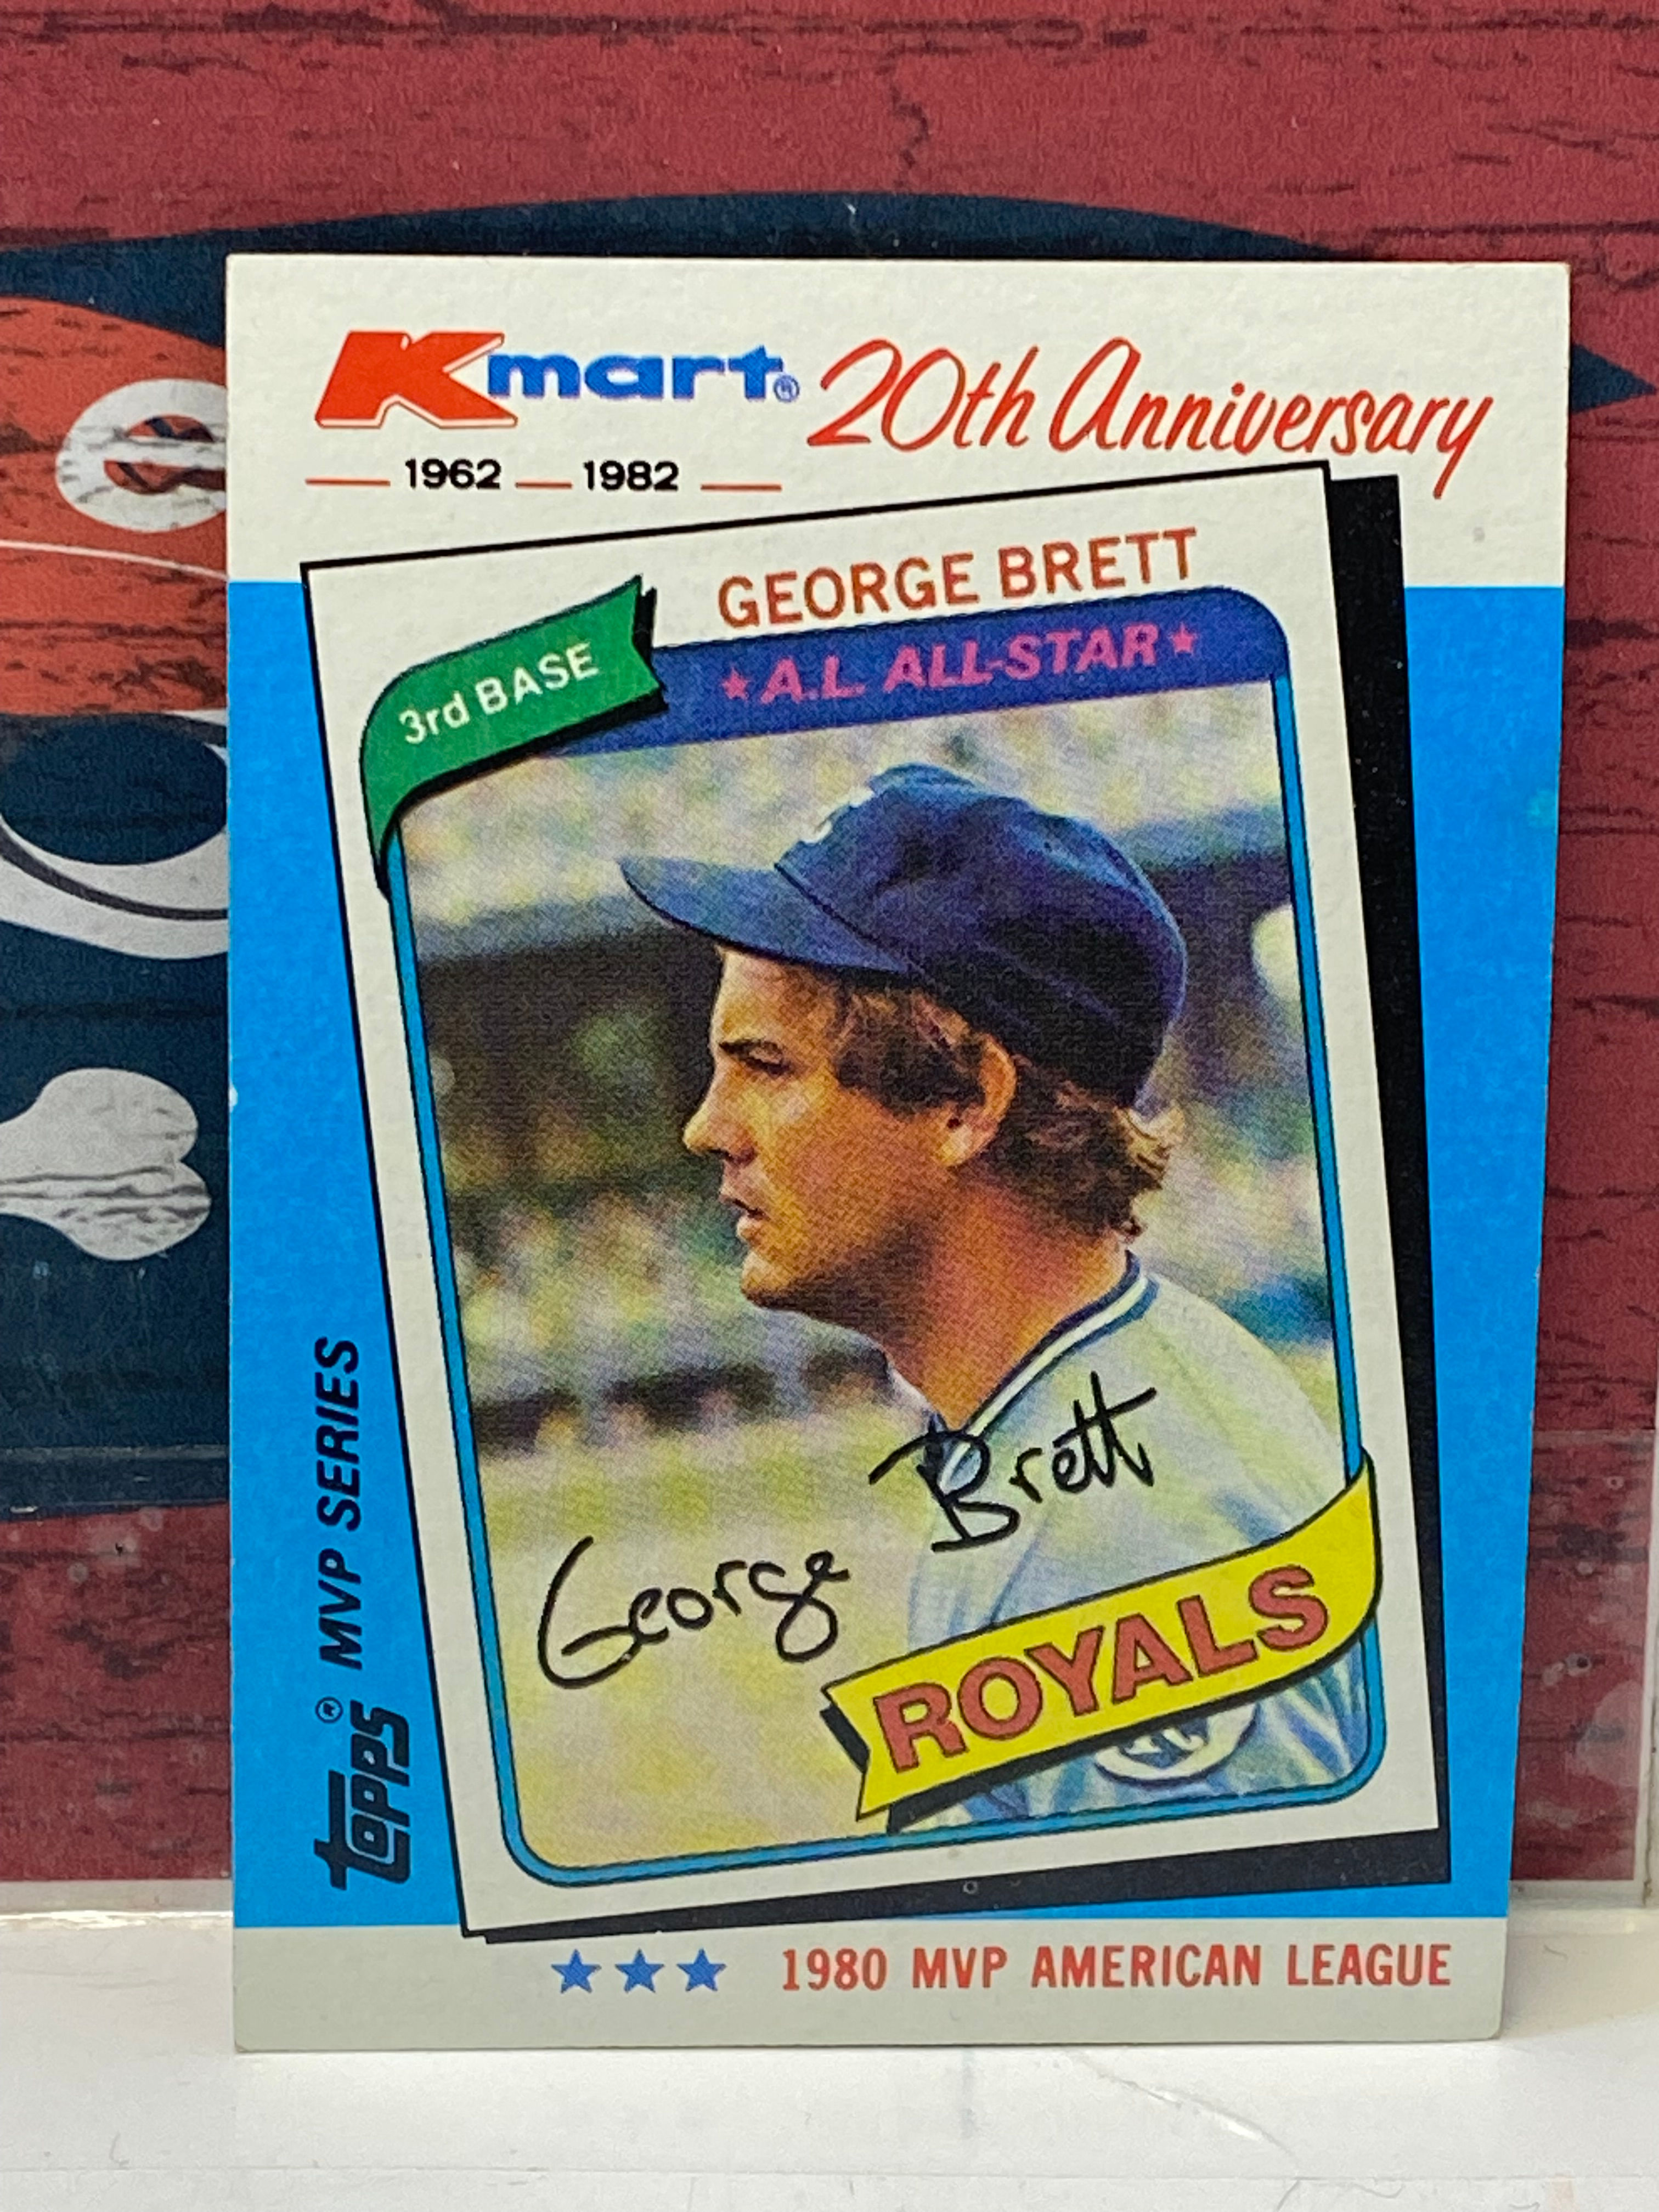 Kmart® 20th Anniversary
1962 — 1982
GEORGE BRETT
3rd BASE
★ A.L. ALL-STAR ★
George Brett
ROYALS
Topps® MVP SERIES
★★★ 1980 MVP AMERICAN LEAGUE